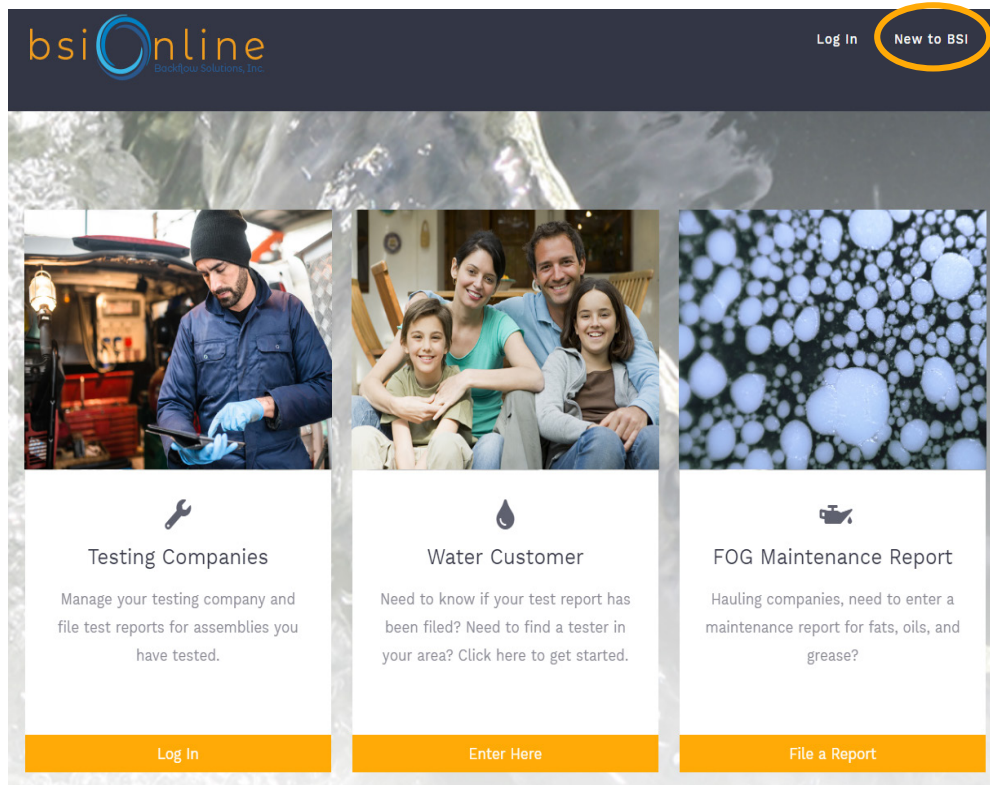 bsiOnline
Backflow Solutions, Inc.
Log In
New to BSI
Testing Companies
Manage your testing company and
file test reports for assemblies you
have tested.
Log In
Water Customer
Need to know if your test report has
been filed? Need to find a tester in
your area? Click here to get started.
Enter Here
FOG Maintenance Report
Hauling companies, need to enter a
maintenance report for fats, oils, and
grease?
File a Report